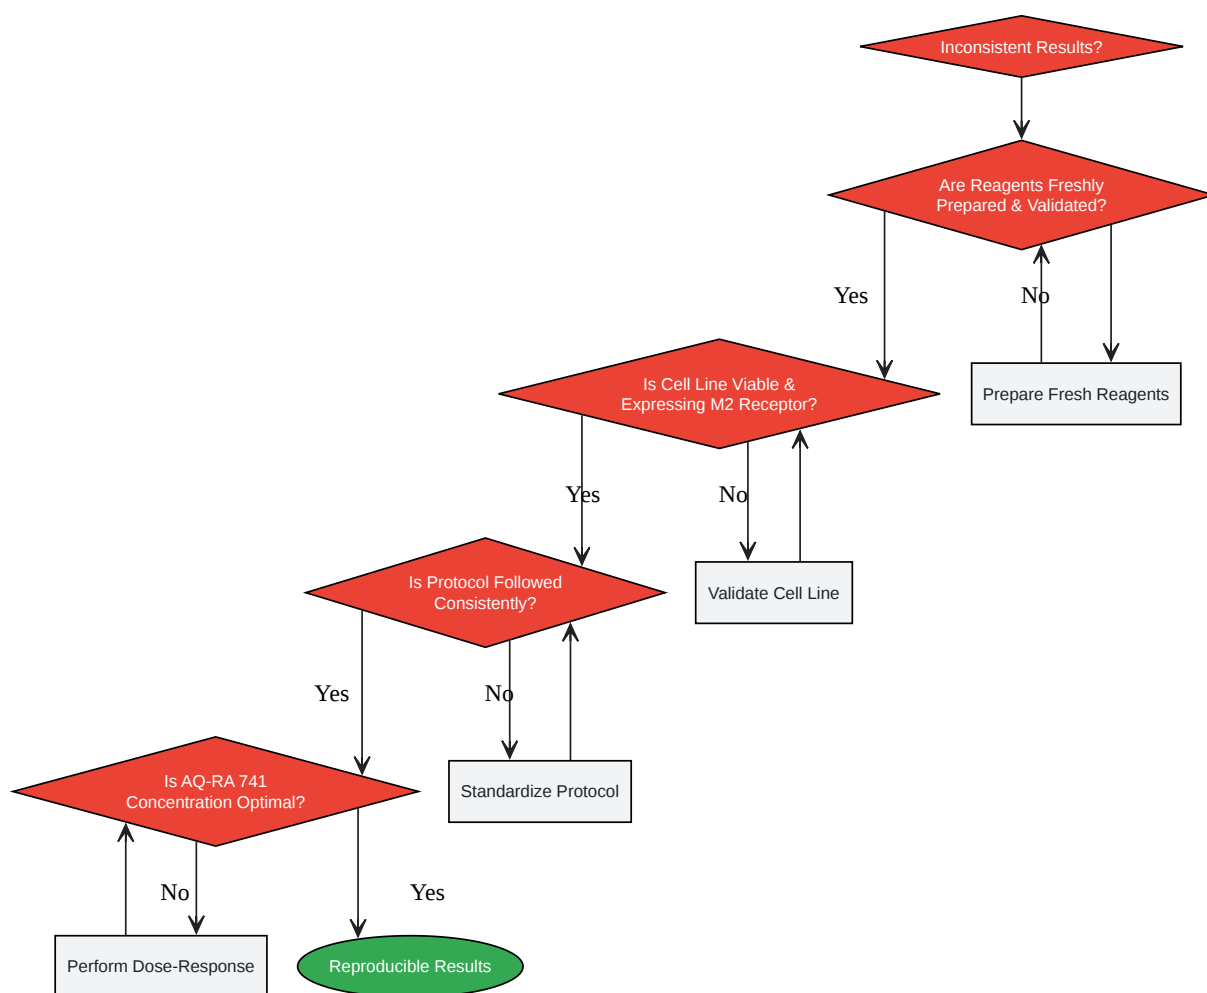 Inconsistent Results?
Are Reagents Freshly
Prepared & Validated?
Yes
No
Is Cell Line Viable &
Expressing M2 Receptor?
Prepare Fresh Reagents
Yes
No
Is Protocol Followed
Consistently?
Validate Cell Line
Yes
No
Is AQ-RA 741
Concentration Optimal?
Standardize Protocol
No
Yes
Perform Dose-Response
Reproducible Results